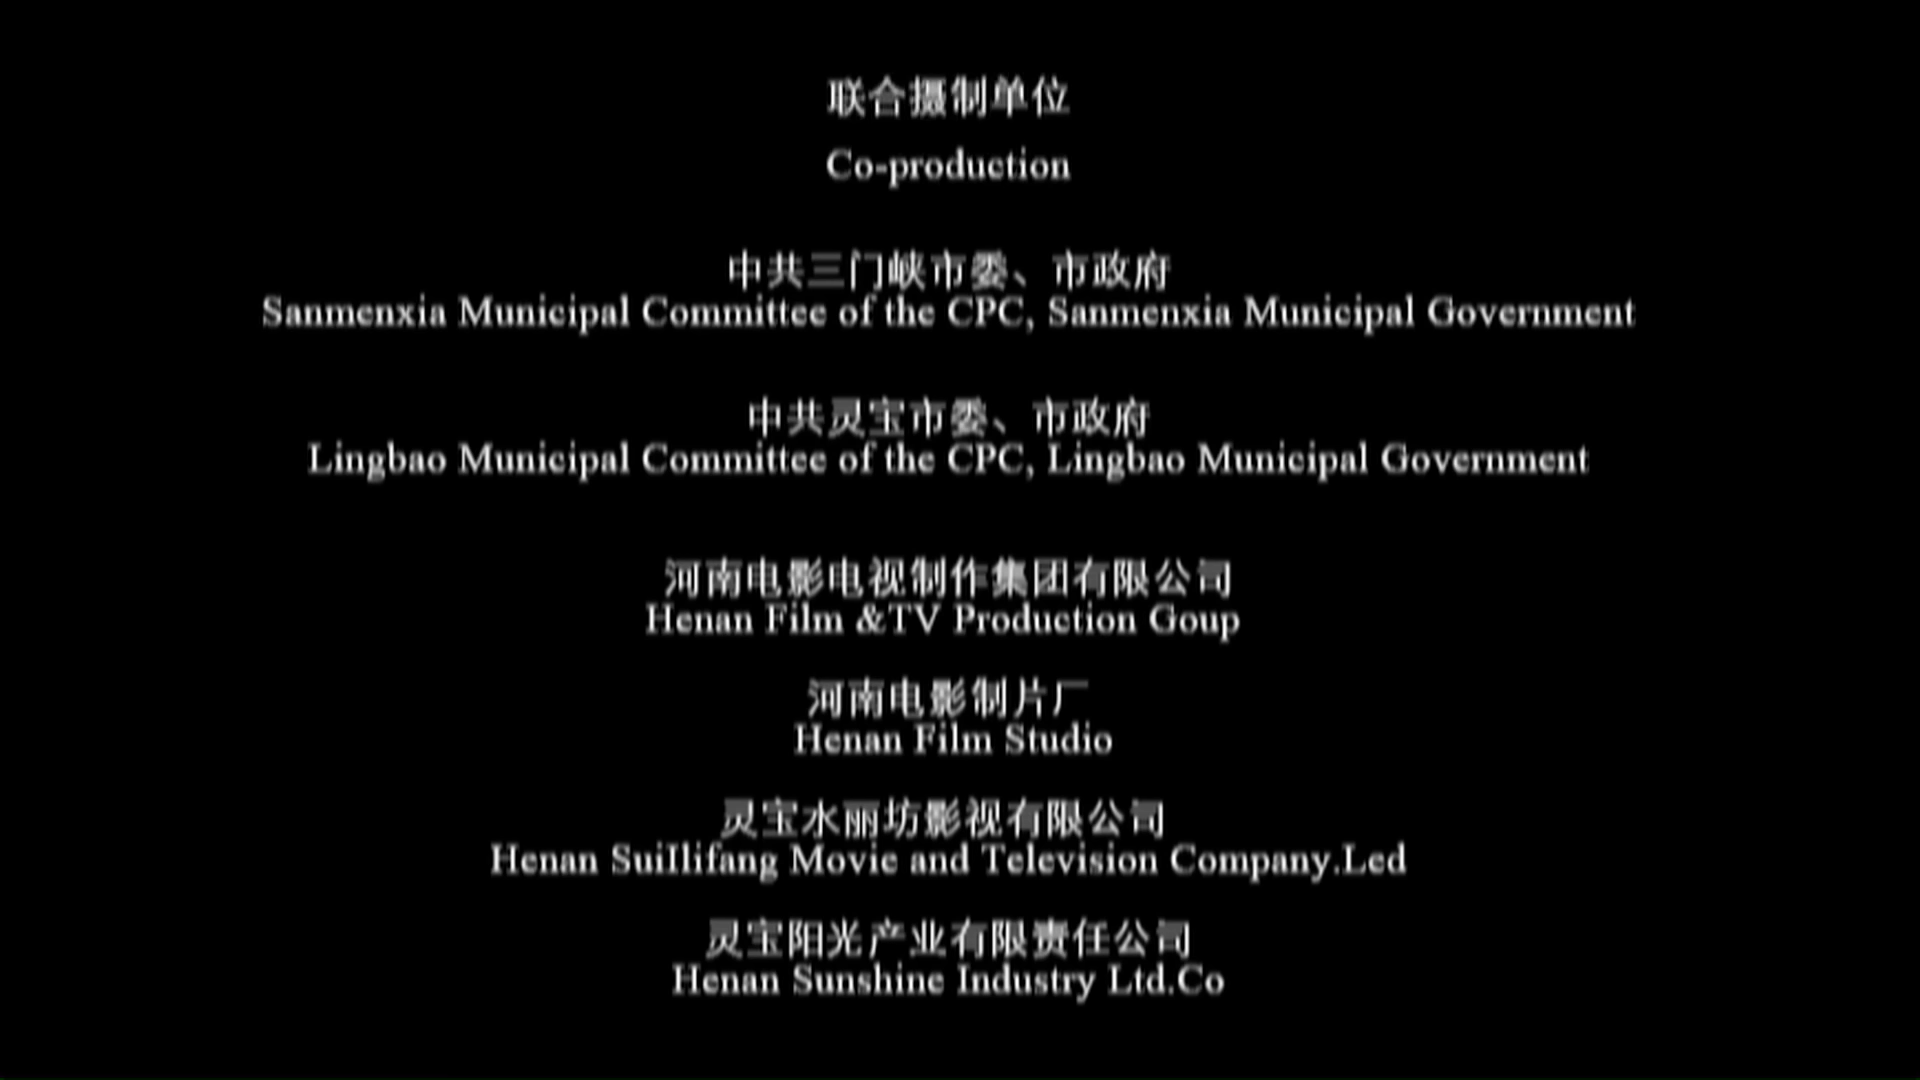 联合摄制单位
Co-production
中共三门峡市委、市政府
Sanmenxia Municipal Committee of the CPC, Sanmenxia Municipal Government
中共灵宝市委、市政府
Lingbao Municipal Committee of the CPC, Lingbao Municipal Government
河南电影电视制作集团有限公司
Henan Film &TV Production Goup
河南电影制片厂
Henan Film Studio
灵宝水丽坊影视有限公司
Henan SuiIlifang Movie and Television Company.Led
灵宝阳光产业有限责任公司
Henan Sunshine Industry Ltd.Co